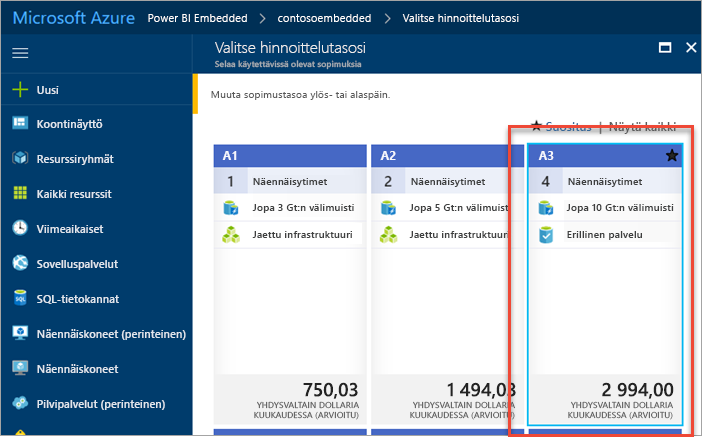 Microsoft Azure Power BI Embedded > contosoembedded > Valitse hinnoittelutasosi
Valitse hinnoittelutasosi
Selaa käytettävissä olevat sopimuksia
Uusi
Koontinäyttö
Resurssiryhmät
Kaikki resurssit
Viimeaikaiset
Sovelluspalvelut
SQL-tietokannat
Näennäiskoneet (perinteinen)
Näennäiskoneet
Pilvipalvelut (perinteinen)
Muuta sopimustasoa ylös- tai alaspäin.
★ Suositus | Näytä kaikki
A1
1 Näennäisytimet
Jopa 3 Gt:n välimuisti
Jaettu infrastruktuuri
750,03
YHDYSVALTAIN DOLLARIA
KUUKAUDESSA (ARVIOITU)
A2
2 Näennäisytimet
Jopa 5 Gt:n välimuisti
Jaettu infrastruktuuri
1 494,03
YHDYSVALTAIN DOLLARIA
KUUKAUDESSA (ARVIOITU)
A3
4 Näennäisytimet
Jopa 10 Gt:n välimuisti
Erillinen palvelu
2 994,00
YHDYSVALTAIN DOLLARIA
KUUKAUDESSA (ARVIOITU)